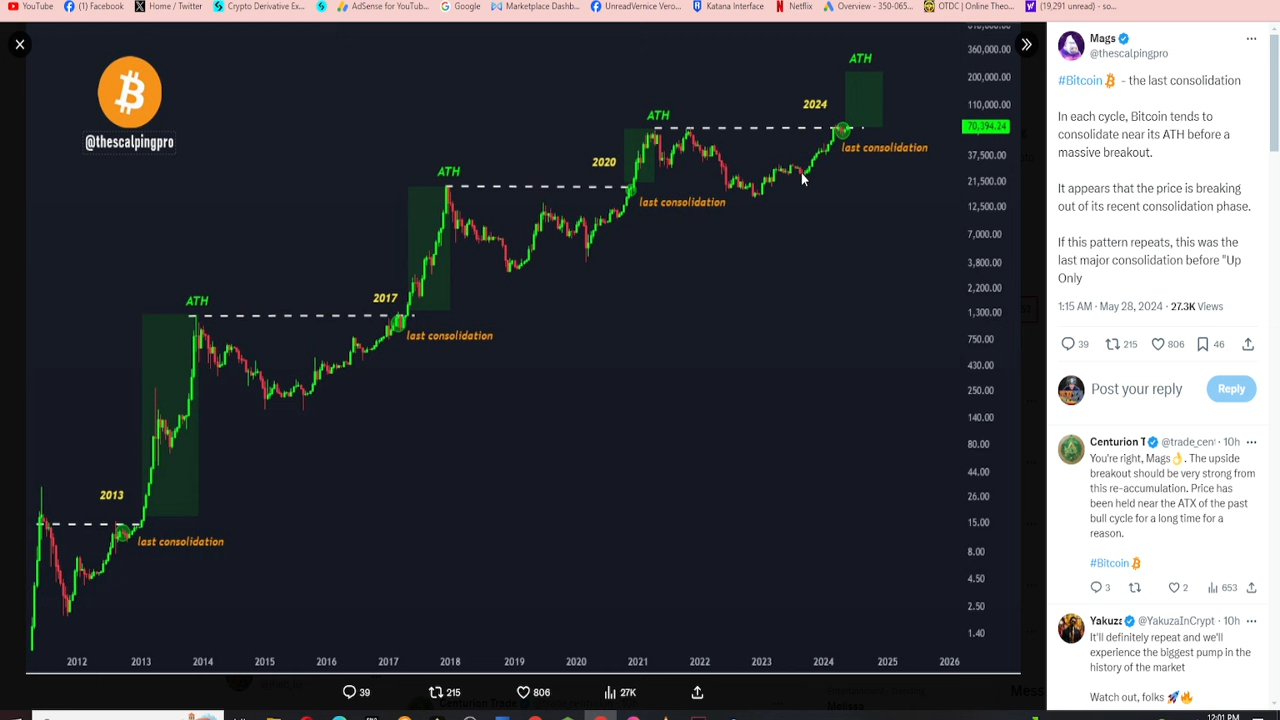 YouTube
(1) Facebook
Home / Twitter
Crypto Derivative Ex...
AdSense for YouTub...
Google
Marketplace Dashb...
UnreadVernice Vero...
Katana Interface
Netflix
Overview - 350-065...
OTDC | Online Theo...
(19,291 unread) - so...
@thescalpingpro
ATH
2024
last consolidation
ATH
2020
last consolidation
ATH
2017
last consolidation
ATH
2013
last consolidation
360,000.00
200,000.00
110,000.00
70,394.24
37,500.00
21,500.00
12,500.00
7,000.00
3,800.00
2,200.00
1,300.00
750.00
430.00
250.00
140.00
80.00
44.00
26.00
15.00
8.00
4.50
2.50
1.40
2012 2013 2014 2015 2016 2017 2018 2019 2020 2021 2022 2023 2024 2025 2026
39 215 806 27K
Mags
@thescalpingpro
#Bitcoin - the last consolidation
In each cycle, Bitcoin tends to
consolidate near its ATH before a
massive breakout.
It appears that the price is breaking
out of its recent consolidation phase.
If this pattern repeats, this was the
last major consolidation before "Up
Only
1:15 AM · May 28, 2024 · 27.3K Views
39 215 806 46
Post your reply
Reply
Centurion T @trade_cen · 10h
You're right, Mags👌. The upside
breakout should be very strong from
this re-accumulation. Price has
been held near the ATX of the past
bull cycle for a long time for a
reason.
#Bitcoin
3 2 653
Yakuza @YakuzaInCrypt · 10h
It'll definitely repeat and we'll
experience the biggest pump in the
history of the market
Watch out, folks 🚀🔥
12:01 PM